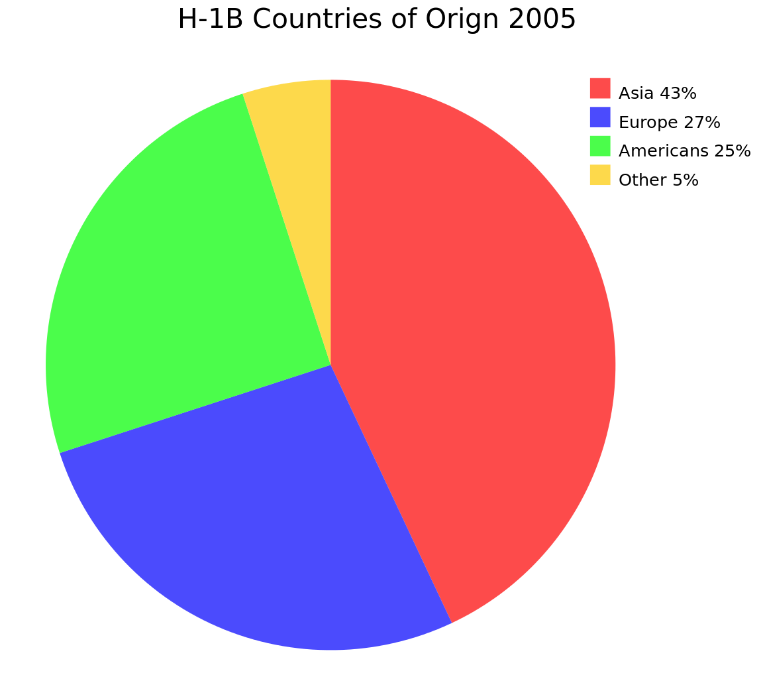 H-1B Countries of Orign 2005
Asia 43%
Europe 27%
Americans 25%
Other 5%